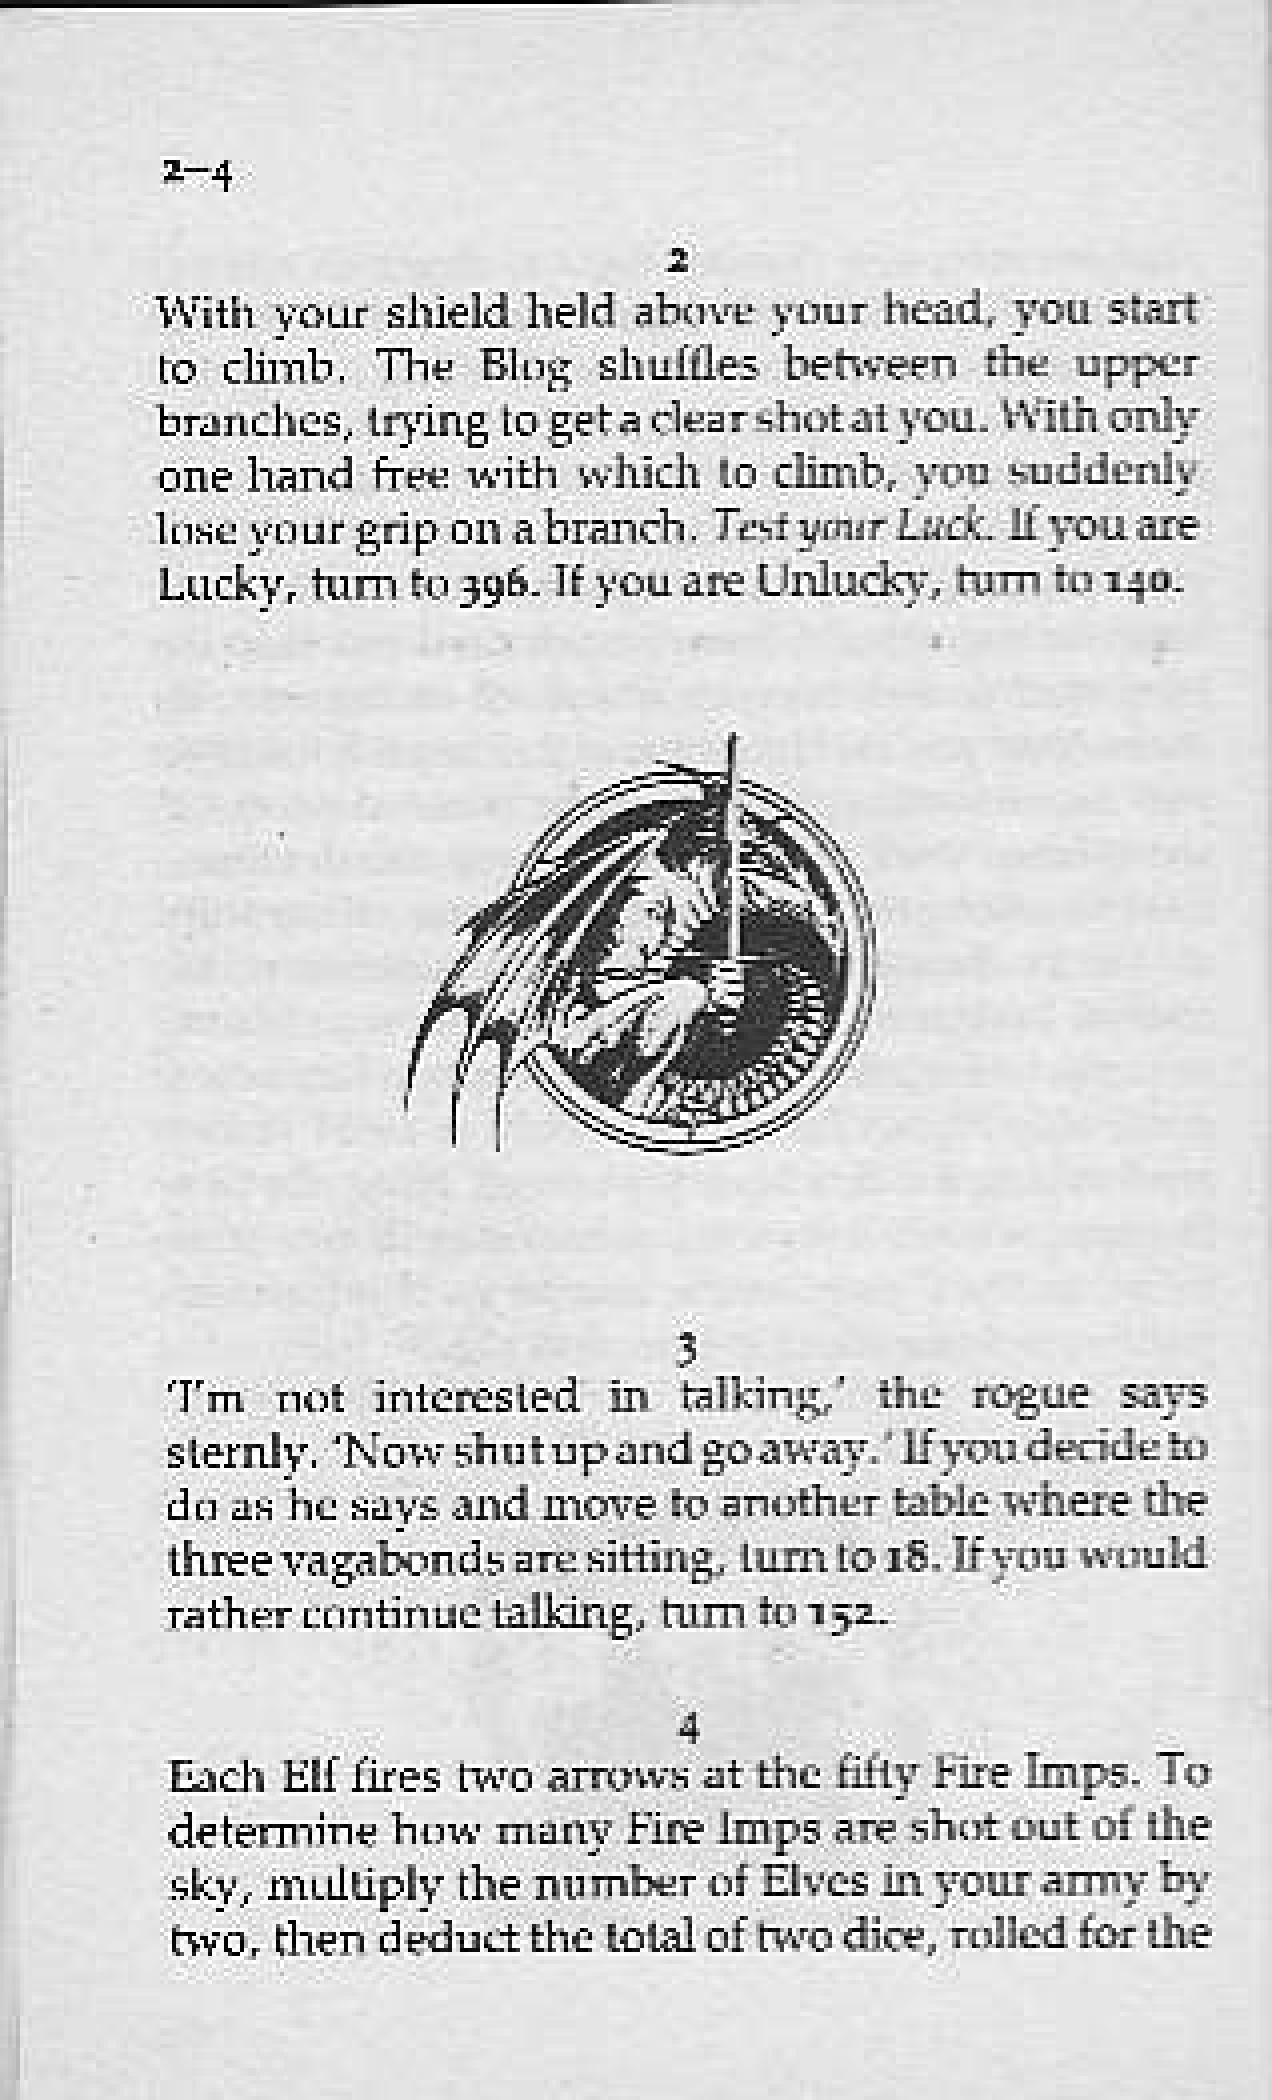 2–4
2
With your shield held above your head, you start
to climb. The Blog shuffles between the upper
branches, trying to get a clear shot at you. With only
one hand free with which to climb, you suddenly
lose your grip on a branch. Test your Luck. If you are
Lucky, turn to 396. If you are Unlucky, turn to 140.
3
‘I’m not interested in talking,’ the rogue says
sternly. ‘Now shut up and go away.’ If you decide to
do as he says and move to another table where the
three vagabonds are sitting, turn to 18. If you would
rather continue talking, turn to 152.
4
Each Elf fires two arrows at the fifty Fire Imps. To
determine how many Fire Imps are shot out of the
sky, multiply the number of Elves in your army by
two, then deduct the total of two dice, rolled for the